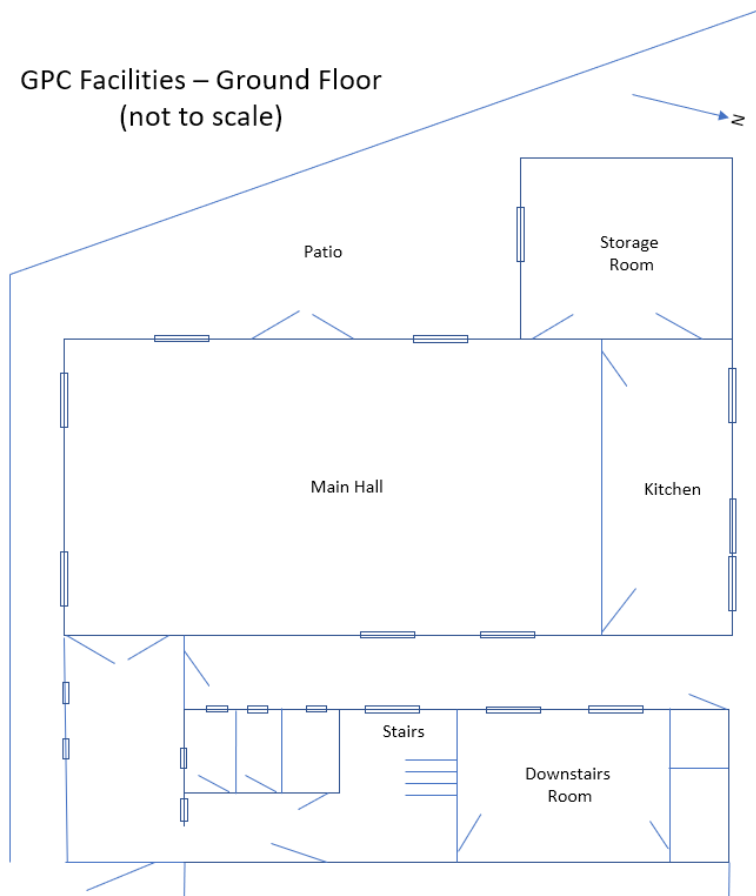 GPC Facilities – Ground Floor
(not to scale)
N
Patio
Storage
Room
Main Hall
Kitchen
Stairs
Downstairs
Room